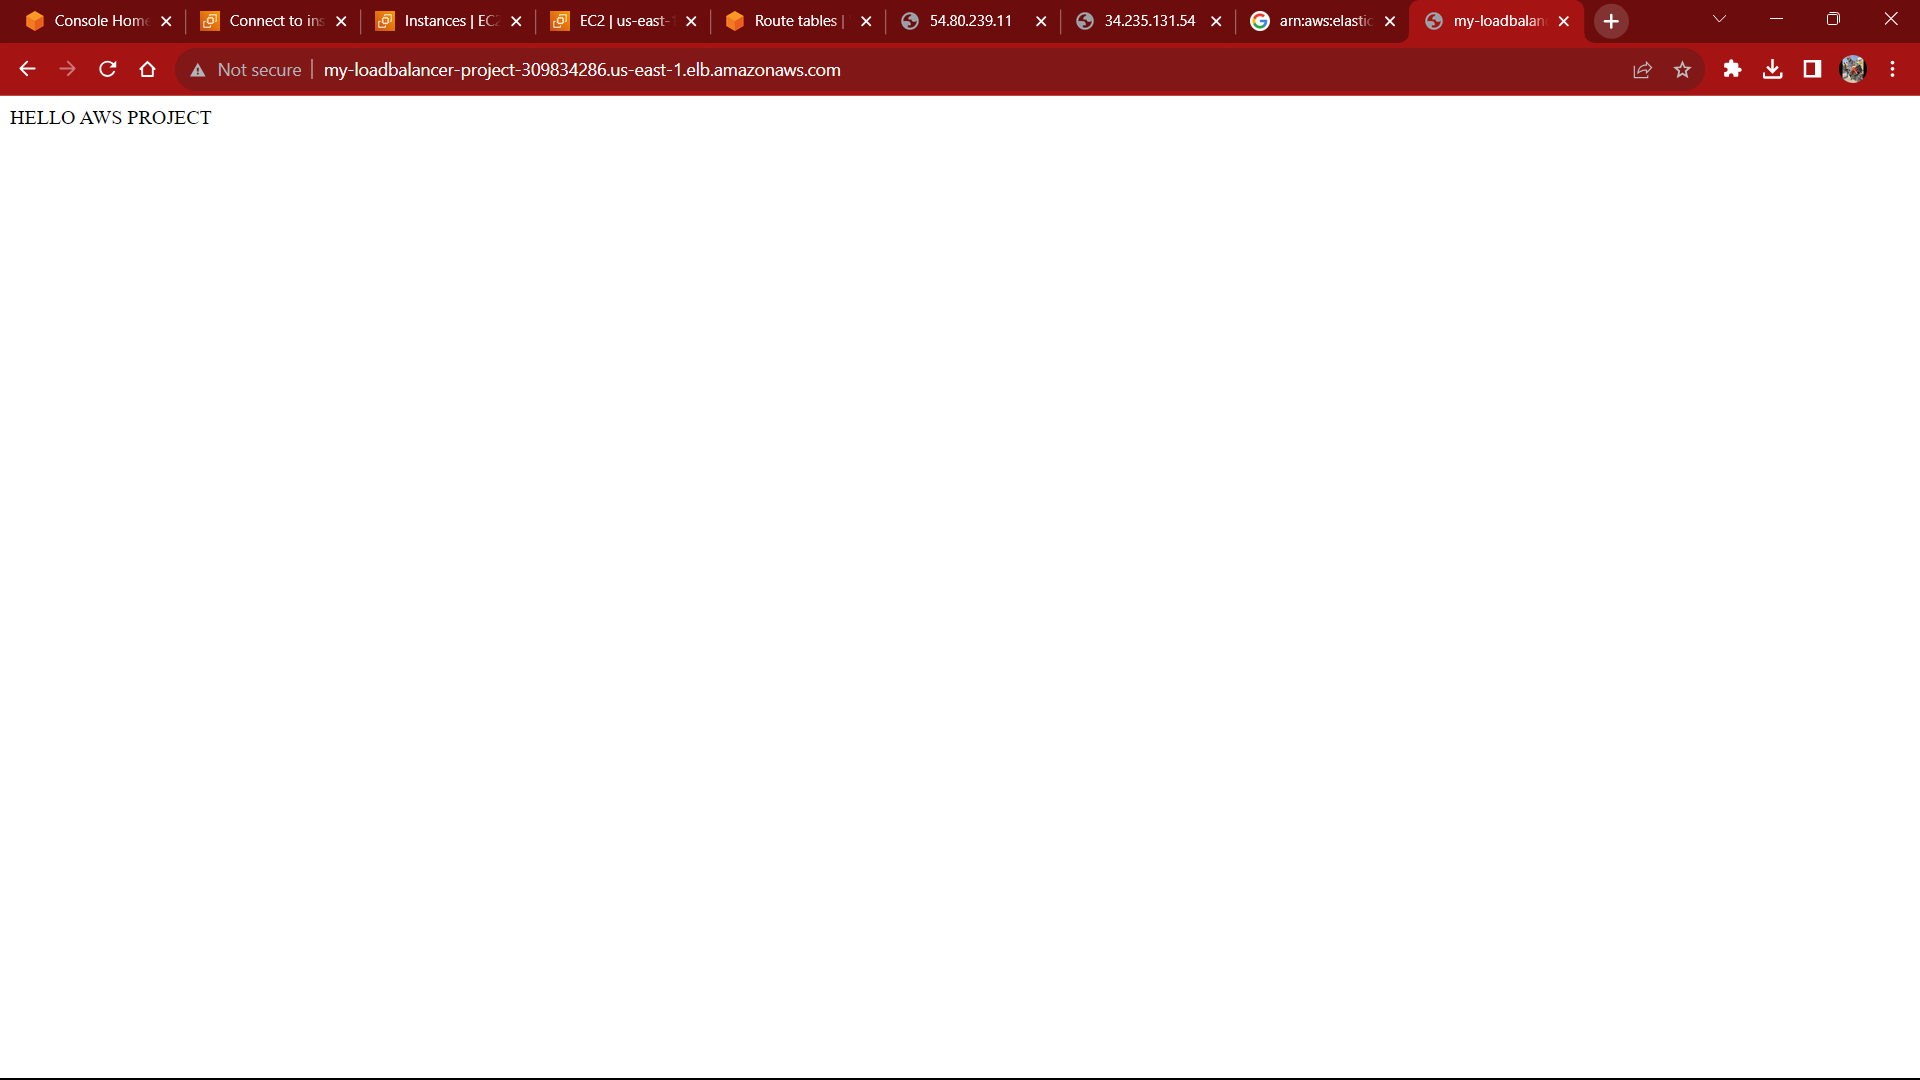 Console Home
Connect to ins
Instances | EC2
EC2 | us-east-1
Route tables |
54.80.239.11
34.235.131.54
arn:aws:elastic
my-loadbalan
Not secure
my-loadbalancer-project-309834286.us-east-1.elb.amazonaws.com
HELLO AWS PROJECT